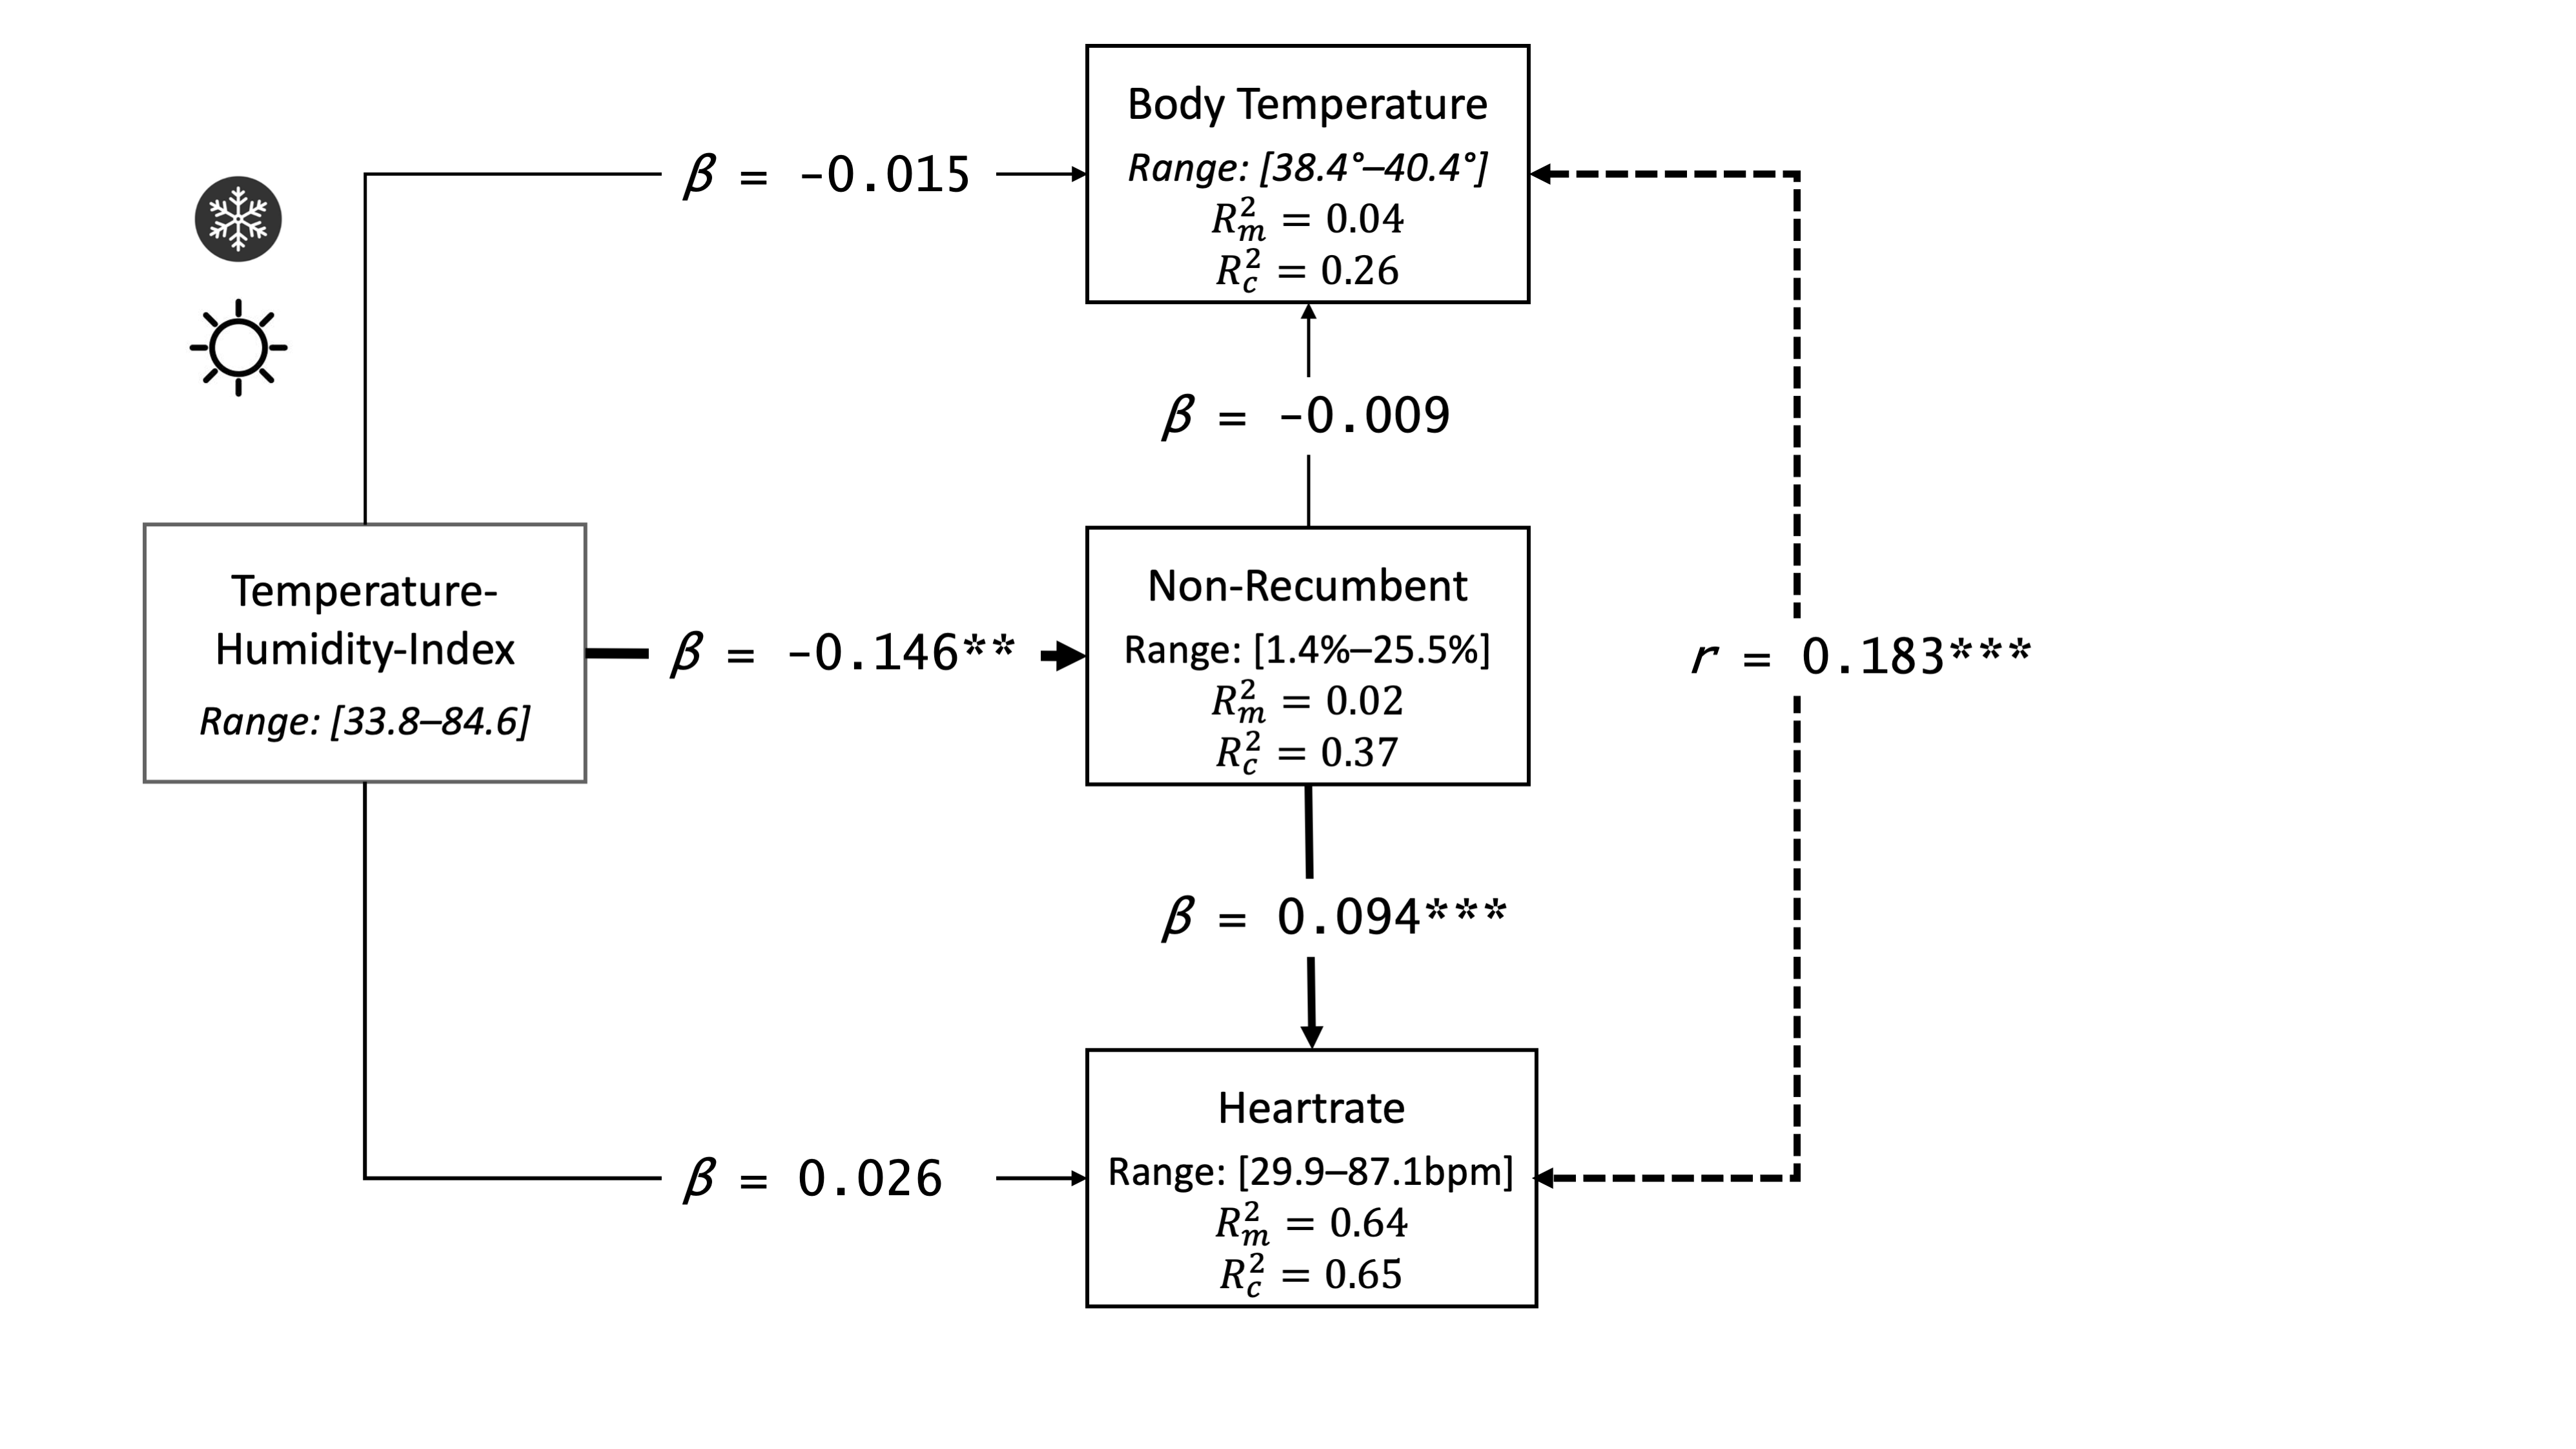 Body Temperature
Range: [38.4°–40.4°]
R²m = 0.04
R²c = 0.26
β = -0.015
β = -0.009
Temperature-
Humidity-Index
Range: [33.8–84.6]
β = -0.146**
Non-Recumbent
Range: [1.4%–25.5%]
R²m = 0.02
R²c = 0.37
r = 0.183***
β = 0.094***
Heartrate
Range: [29.9–87.1bpm]
R²m = 0.64
R²c = 0.65
β = 0.026